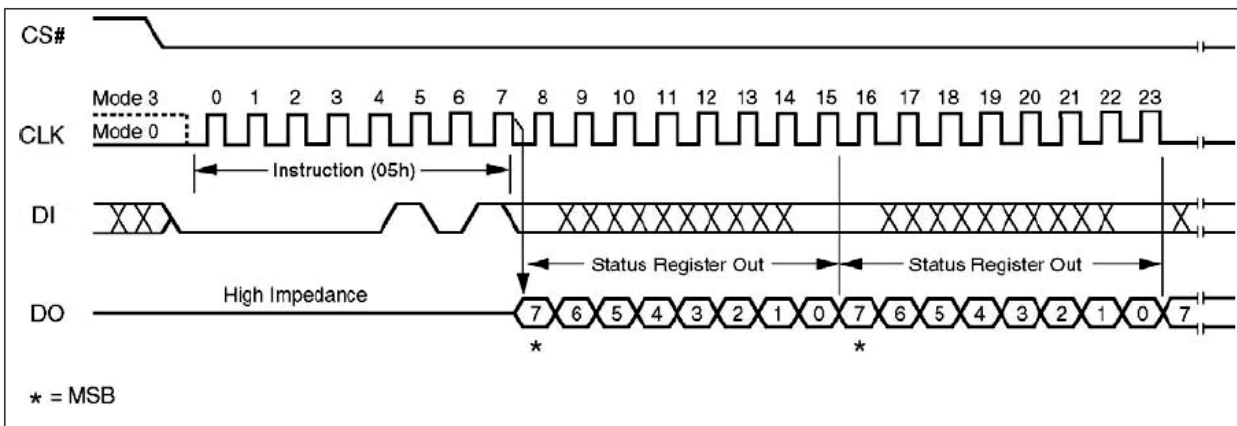 CS#
Mode 3 0 1 2 3 4 5 6 7 8 9 10 11 12 13 14 15 16 17 18 19 20 21 22 23
CLK Mode 0
Instruction (05h)
DI
Status Register Out Status Register Out
High Impedance
DO 7 6 5 4 3 2 1 0 7 6 5 4 3 2 1 0 7
* *
* = MSB